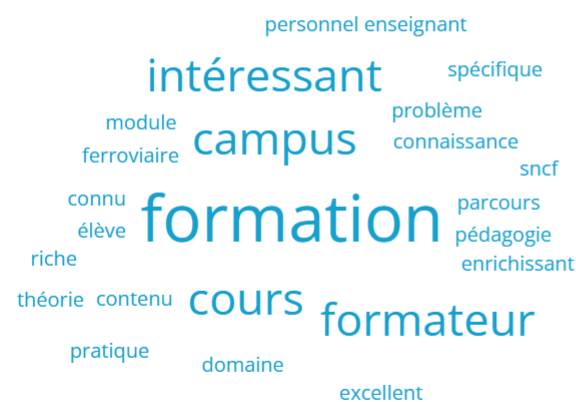 personnel enseignant
intéressant
spécifique
problème
module
campus
connaissance
ferroviaire
sncf
connu
formation
parcours
élève
pédagogie
riche
enrichissant
théorie
contenu
cours
formateur
pratique
domaine
excellent